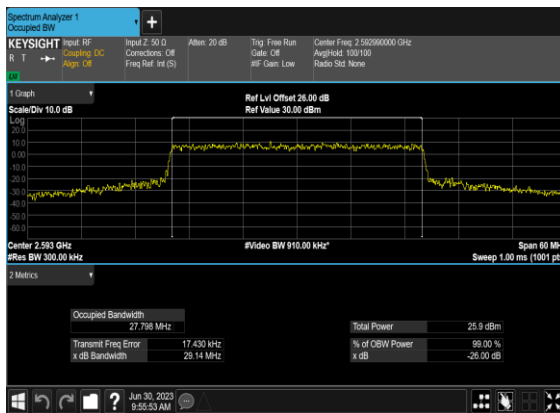 Spectrum Analyzer 1
Occupied BW
+
KEYSIGHT
R T
LU
Input: RF
Coupling: DC
Align: Off
Input Z: 50 Ω
Corrections: Off
Freq Ref: Int (S)
Atten: 20 dB
Trig: Free Run
Gate: Off
#IF Gain: Low
Center Freq: 2.592990000 GHz
Avg|Hold: 100/100
Radio Std: None
1 Graph
Scale/Div 10.0 dB
Ref Lvl Offset 26.00 dB
Ref Value 30.00 dBm
Log
20.0
10.0
0.00
-10.0
-20.0
-30.0
-40.0
-50.0
-60.0
Center 2.593 GHz
#Res BW 300.00 kHz
#Video BW 910.00 kHz*
Span 60 MH
Sweep 1.00 ms (1001 pt
2 Metrics
Occupied Bandwidth
27.798 MHz
Transmit Freq Error 17.430 kHz
x dB Bandwidth 29.14 MHz
Total Power 25.9 dBm
% of OBW Power 99.00 %
x dB -26.00 dB
?
Jun 30, 2023
9:55:53 AM